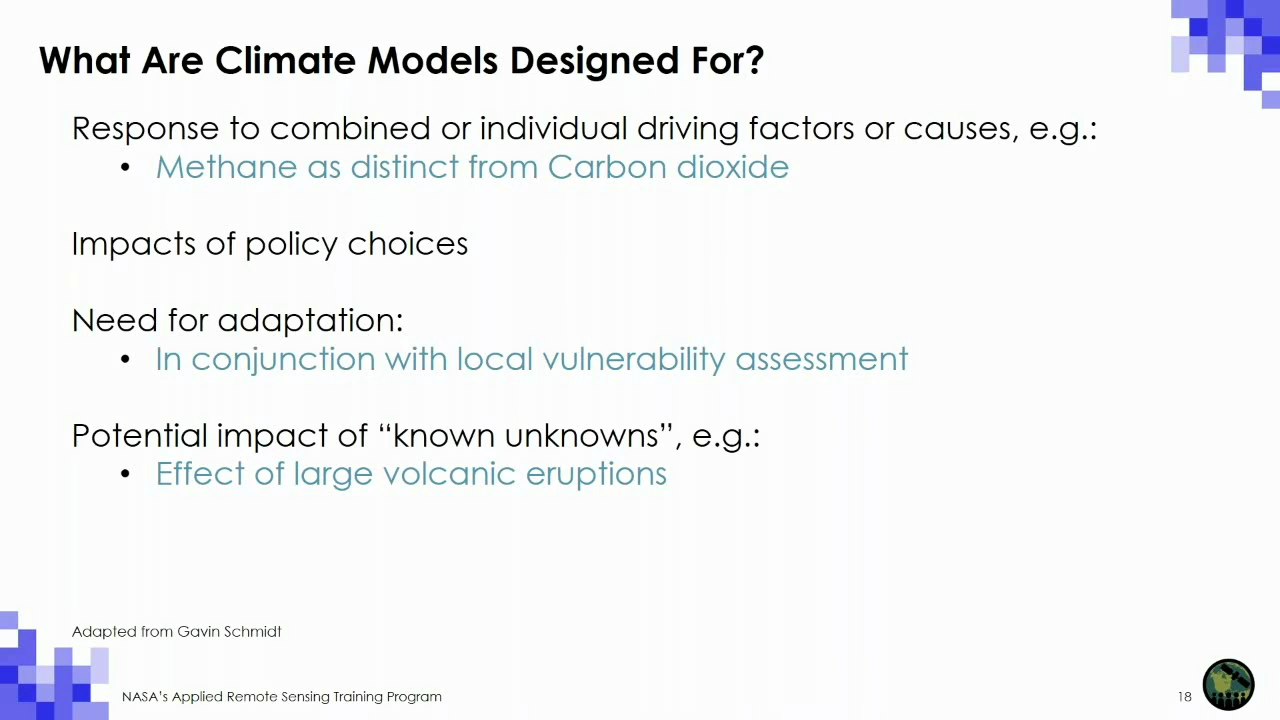 What Are Climate Models Designed For?
Response to combined or individual driving factors or causes, e.g.:
• Methane as distinct from Carbon dioxide
Impacts of policy choices
Need for adaptation:
• In conjunction with local vulnerability assessment
Potential impact of “known unknowns”, e.g.:
• Effect of large volcanic eruptions
Adapted from Gavin Schmidt
NASA’s Applied Remote Sensing Training Program
18